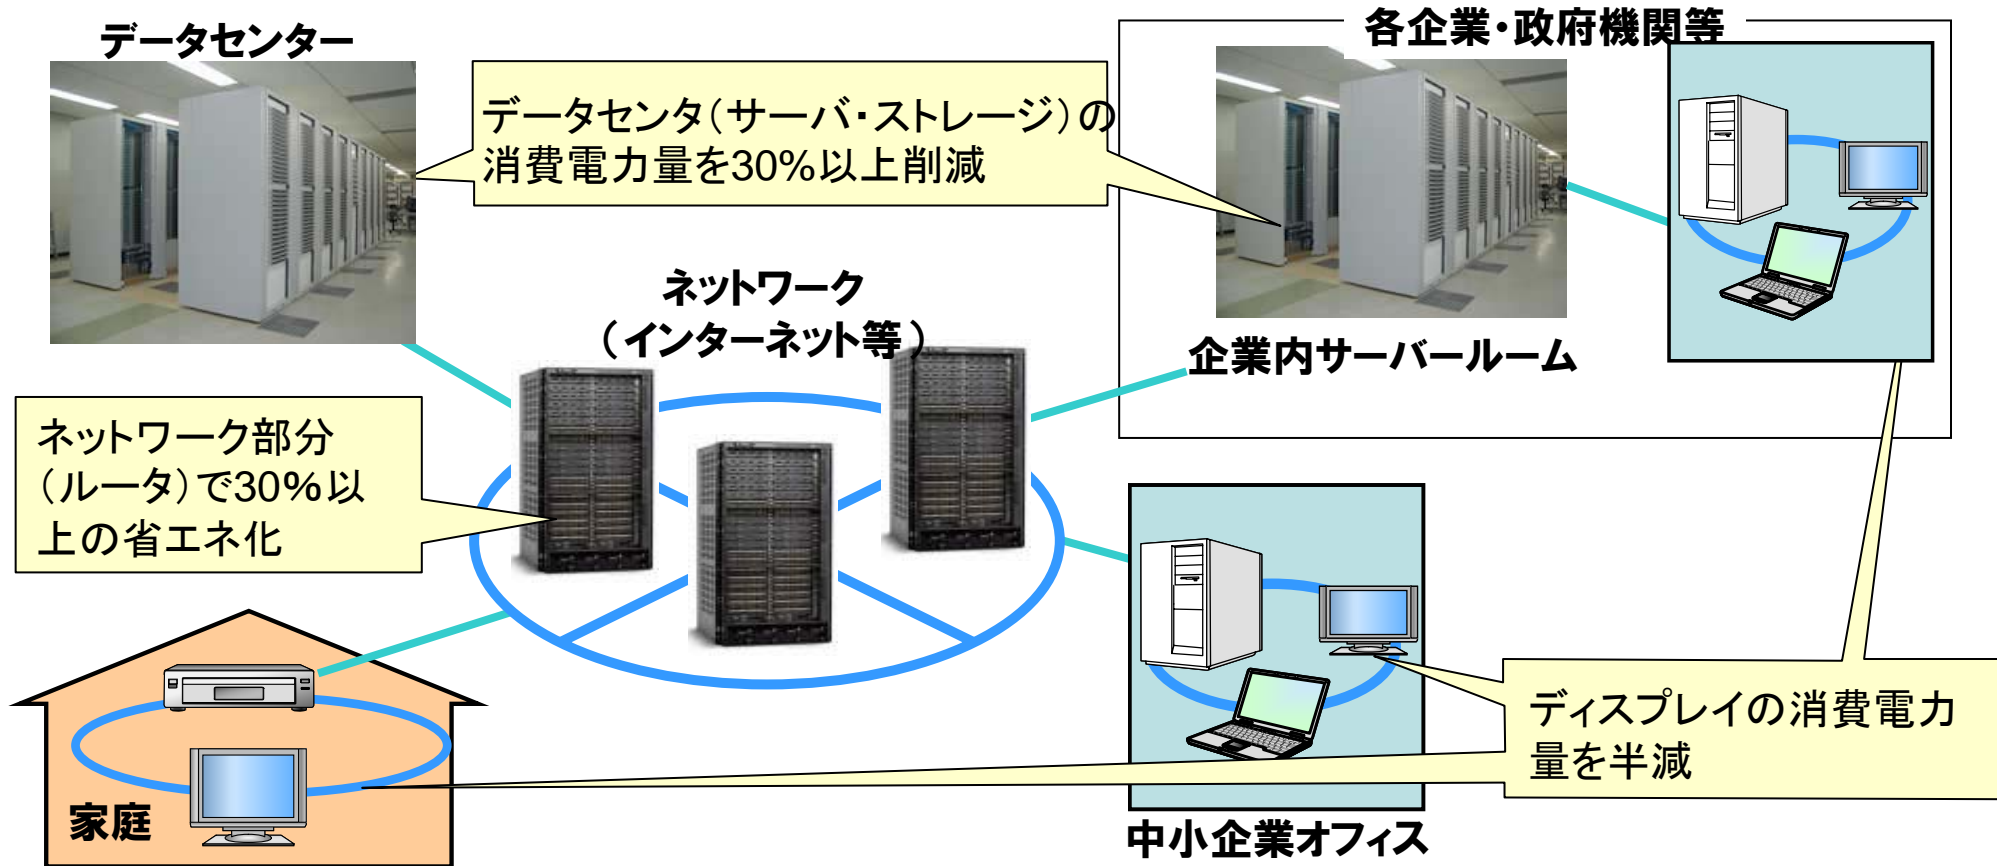 データセンター
各企業・政府機関等
データセンタ（サーバ・ストレージ）の
消費電力量を30%以上削減
ネットワーク
（インターネット等）
企業内サーバールーム
ネットワーク部分
（ルータ）で30%以
上の省エネ化
ディスプレイの消費電力
量を半減
家庭
中小企業オフィス